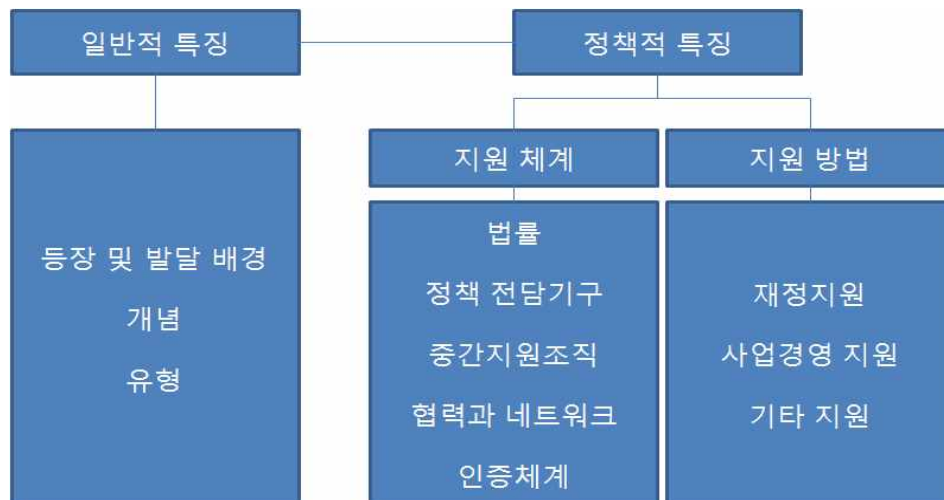 일반적 특징
정책적 특징
등장 및 발달 배경
개념
유형
지원 체계
법률
정책 전담기구
중간지원조직
협력과 네트워크
인증체계
지원 방법
재정지원
사업경영 지원
기타 지원